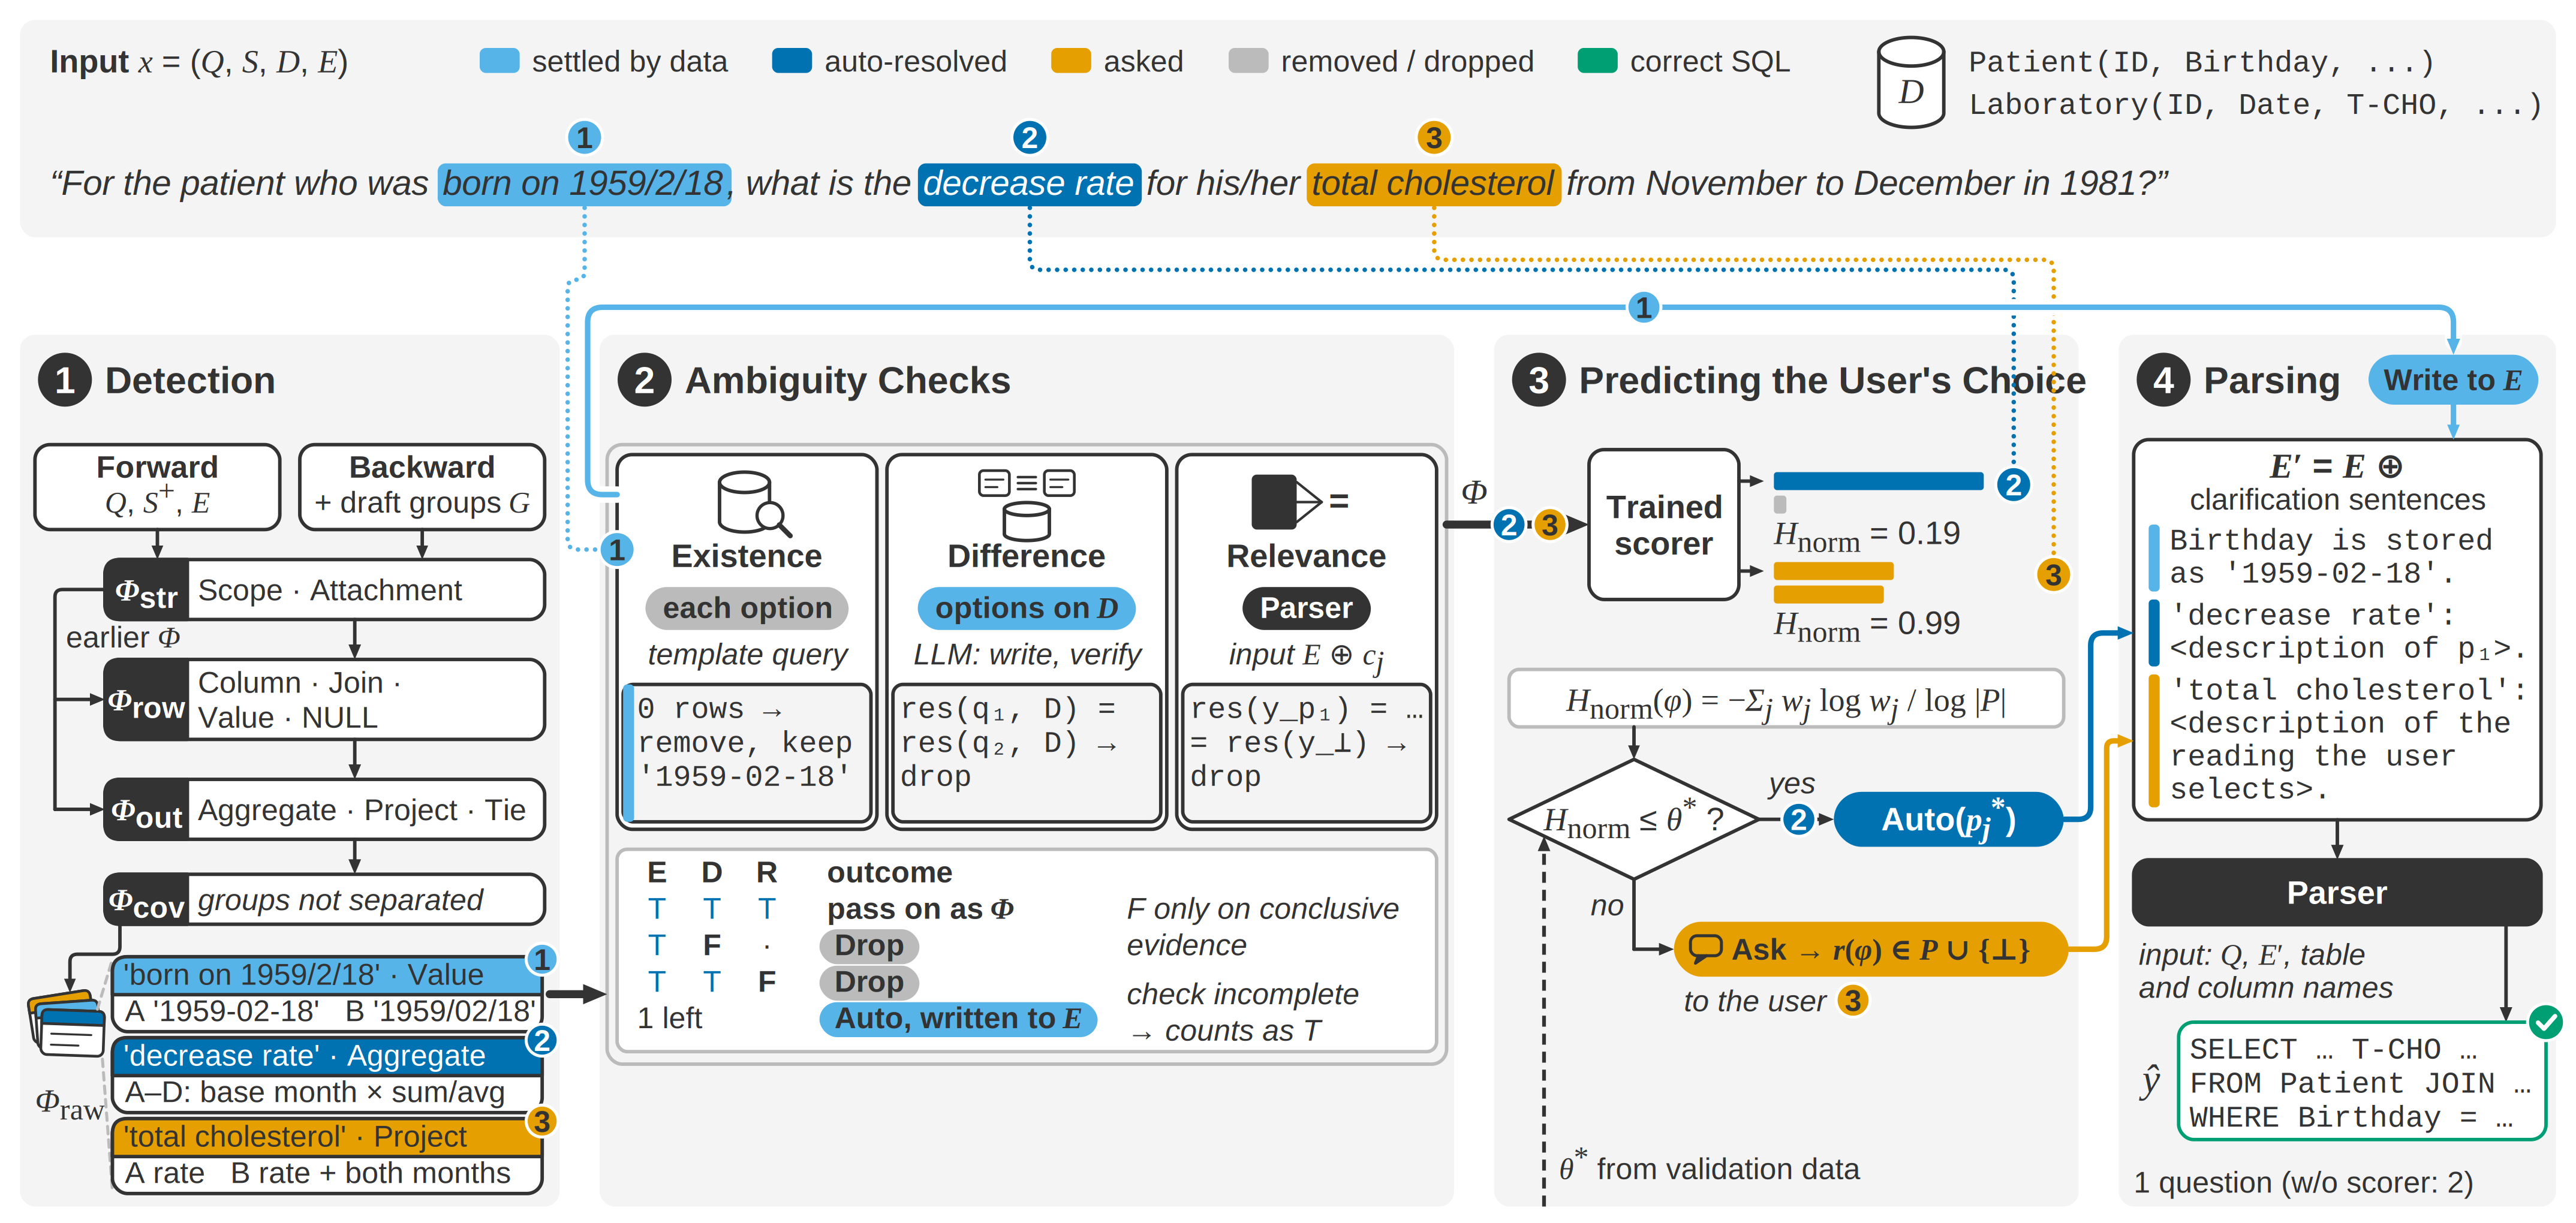 Input x = (Q, S, D, E)
settled by data
auto-resolved
asked
removed / dropped
correct SQL
D
Patient(ID, Birthday, ...)
Laboratory(ID, Date, T-CHO, ...)
1
2
3
“For the patient who was born on 1959/2/18, what is the decrease rate for his/her total cholesterol from November to December in 1981?”
1
1 Detection
Forward
Q, S⁺, E
Backward
+ draft groups G
Φstr
Scope · Attachment
earlier Φ
Φrow
Column · Join ·
Value · NULL
Φout
Aggregate · Project · Tie
Φcov
groups not separated
Φraw
'born on 1959/2/18' · Value
1
A '1959-02-18' B '1959/02/18'
2
'decrease rate' · Aggregate
A–D: base month × sum/avg
3
'total cholesterol' · Project
A rate B rate + both months
2 Ambiguity Checks
1
Existence
each option
template query
0 rows →
remove, keep
'1959-02-18'
Difference
options on D
LLM: write, verify
res(q₁, D) =
res(q₂, D) →
drop
=
Relevance
Parser
input E ⊕ cⱼ
res(y_p₁) = …
= res(y_⊥) →
drop
E D R outcome
T T T pass on as Φ
T F · Drop
T T F Drop
1 left Auto, written to E
F only on conclusive
evidence
check incomplete
→ counts as T
Φ
2 3
3 Predicting the User's Choice
Trained
scorer
2
Hnorm = 0.19
3
Hnorm = 0.99
Hnorm(φ) = −Σj wj log wj / log |P|
Hnorm ≤ θ* ?
yes
2
Auto(pj*)
no
Ask → r(φ) ∈ P ∪ {⊥}
to the user 3
θ* from validation data
4 Parsing
Write to E
E′ = E ⊕
clarification sentences
Birthday is stored
as '1959-02-18'.
'decrease rate':
<description of p₁>.
'total cholesterol':
<description of the
reading the user
selects>.
Parser
input: Q, E′, table
and column names
ŷ
SELECT … T-CHO …
FROM Patient JOIN …
WHERE Birthday = …
1 question (w/o scorer: 2)